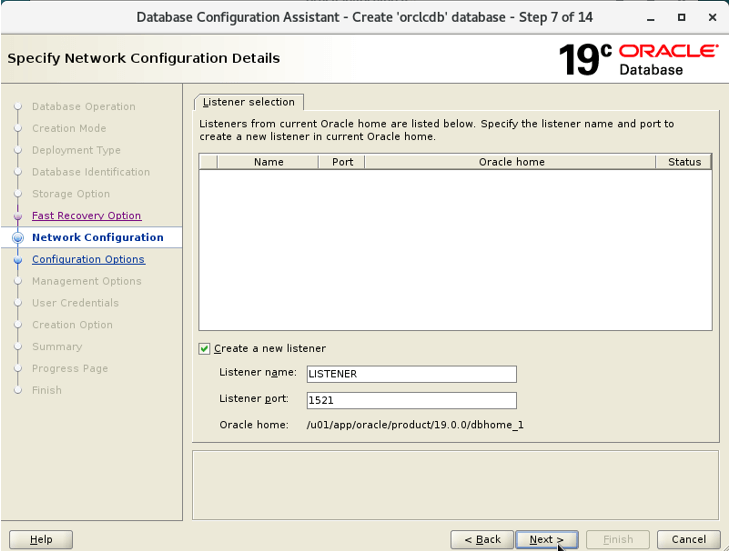 Database Configuration Assistant - Create 'orclcdb' database - Step 7 of 14
Specify Network Configuration Details
19c ORACLE
Database
Database Operation
Creation Mode
Deployment Type
Database Identification
Storage Option
Fast Recovery Option
Network Configuration
Configuration Options
Management Options
User Credentials
Creation Option
Summary
Progress Page
Finish
Listener selection
Listeners from current Oracle home are listed below. Specify the listener name and port to
create a new listener in current Oracle home.
Name Port Oracle home Status
Create a new listener
Listener name: LISTENER
Listener port: 1521
Oracle home: /u01/app/oracle/product/19.0.0/dbhome_1
Help < Back Next > Finish Cancel